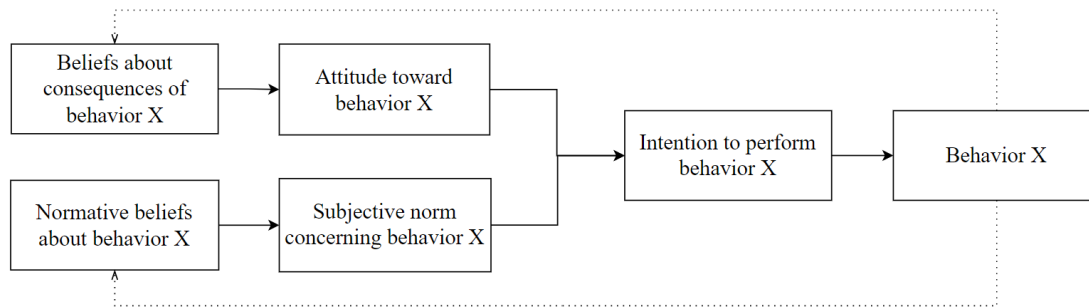 Beliefs about
consequences of
behavior X
Attitude toward
behavior X
Intention to perform
behavior X
Behavior X
Normative beliefs
about behavior X
Subjective norm
concerning behavior X